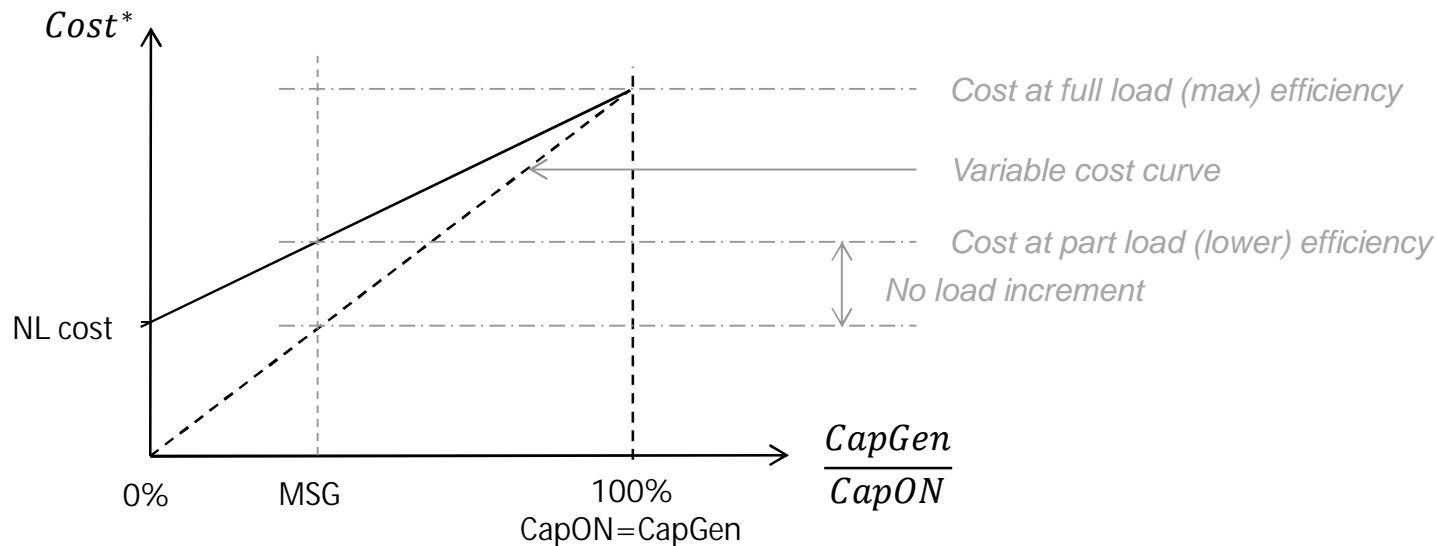 Cost*
Cost at full load (max) efficiency
Variable cost curve
Cost at part load (lower) efficiency
No load increment
NL cost
CapGen
CapON
0%
MSG
100%
CapON=CapGen